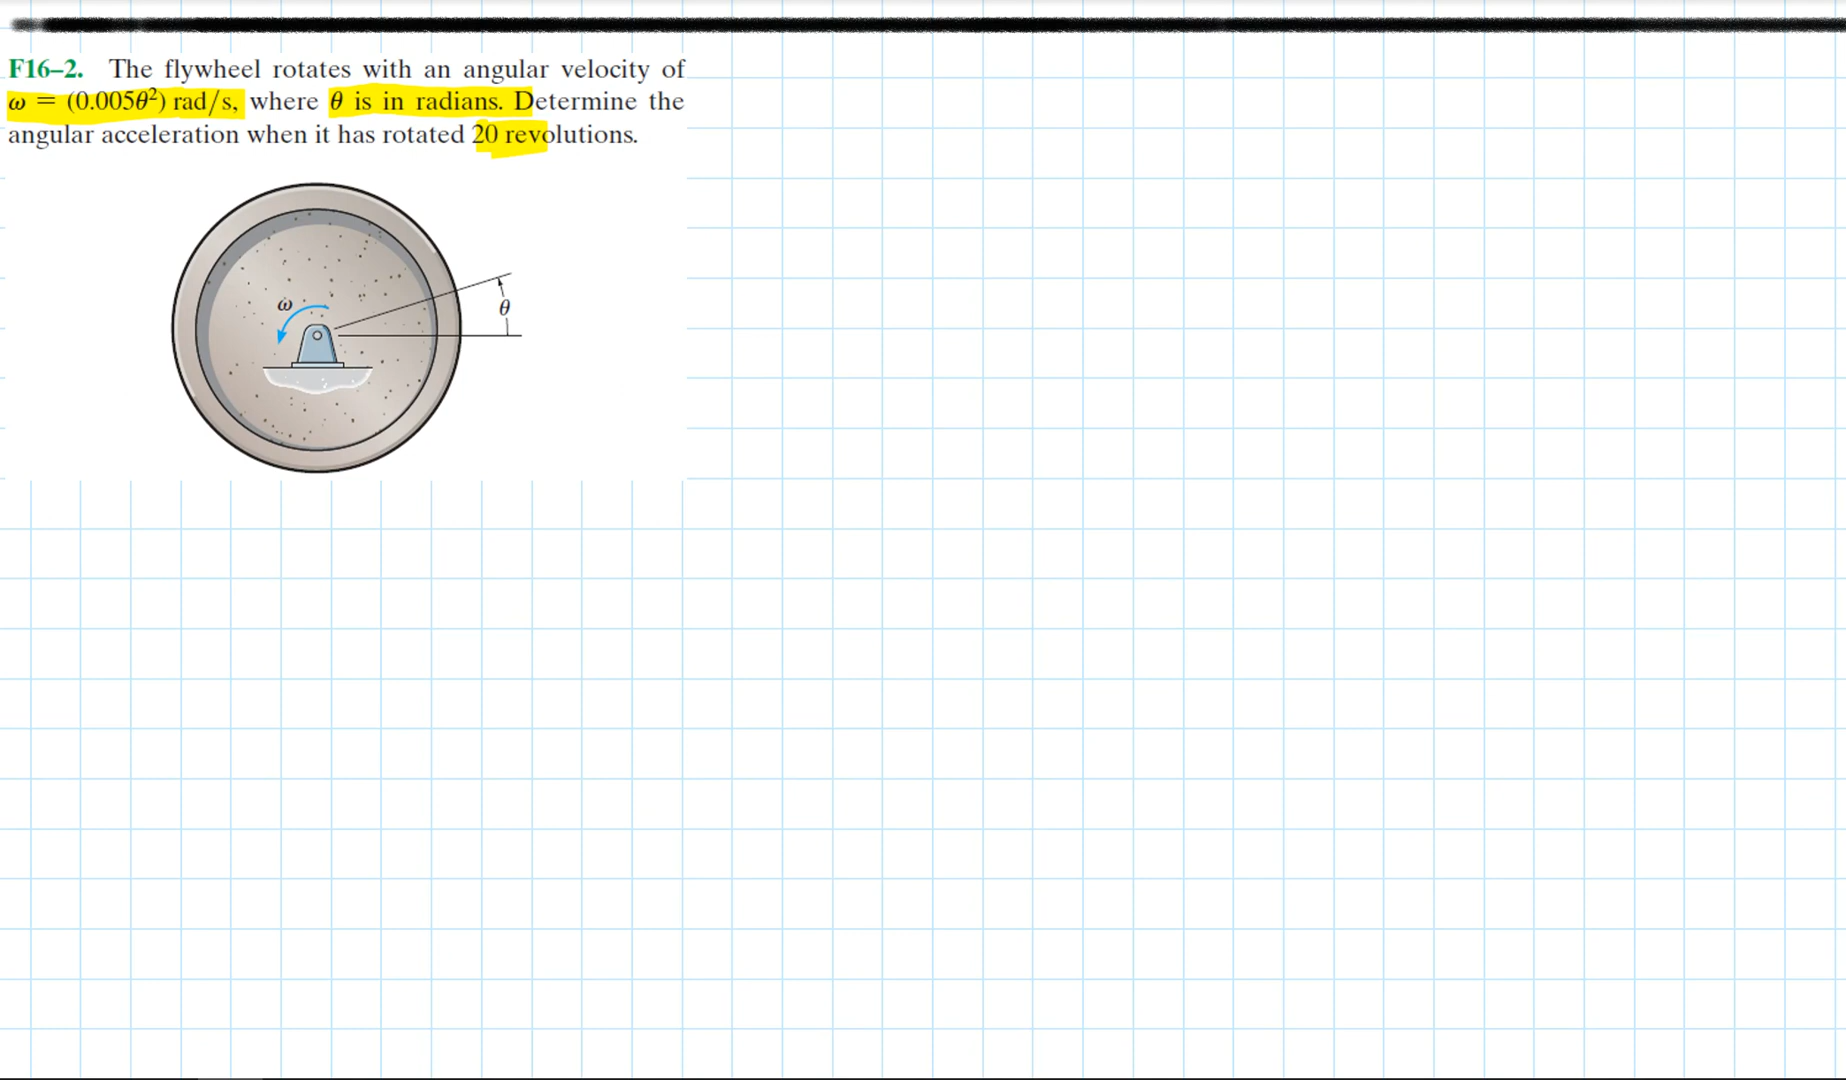 F16–2. The flywheel rotates with an angular velocity of
ω = (0.005θ²) rad/s, where θ is in radians. Determine the
angular acceleration when it has rotated 20 revolutions.
ω
θ